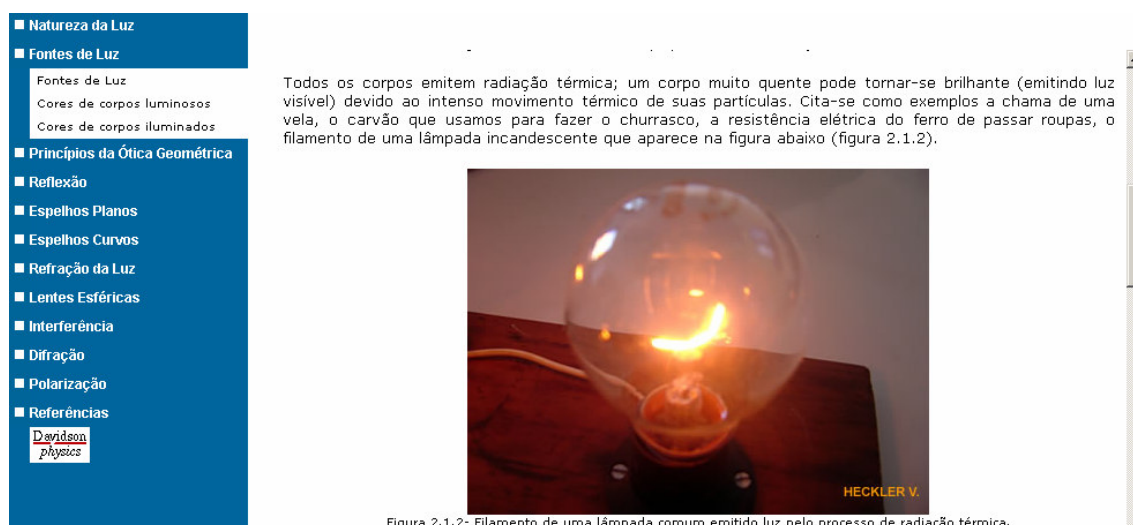 Natureza da Luz
Fontes de Luz
Fontes de Luz
Cores de corpos luminosos
Cores de corpos iluminados
Princípios da Ótica Geométrica
Reflexão
Espelhos Planos
Espelhos Curvos
Refração da Luz
Lentes Esféricas
Interferência
Difração
Polarização
Referências
Davidson
physics
Todos os corpos emitem radiação térmica; um corpo muito quente pode tornar-se brilhante (emitindo luz
visível) devido ao intenso movimento térmico de suas partículas. Cita-se como exemplos a chama de uma
vela, o carvão que usamos para fazer o churrasco, a resistência elétrica do ferro de passar roupas, o
filamento de uma lâmpada incandescente que aparece na figura abaixo (figura 2.1.2).
HECKLER V.
Figura 2.1.2- Filamento de uma lâmpada comum emitido luz pelo processo de radiação térmica.